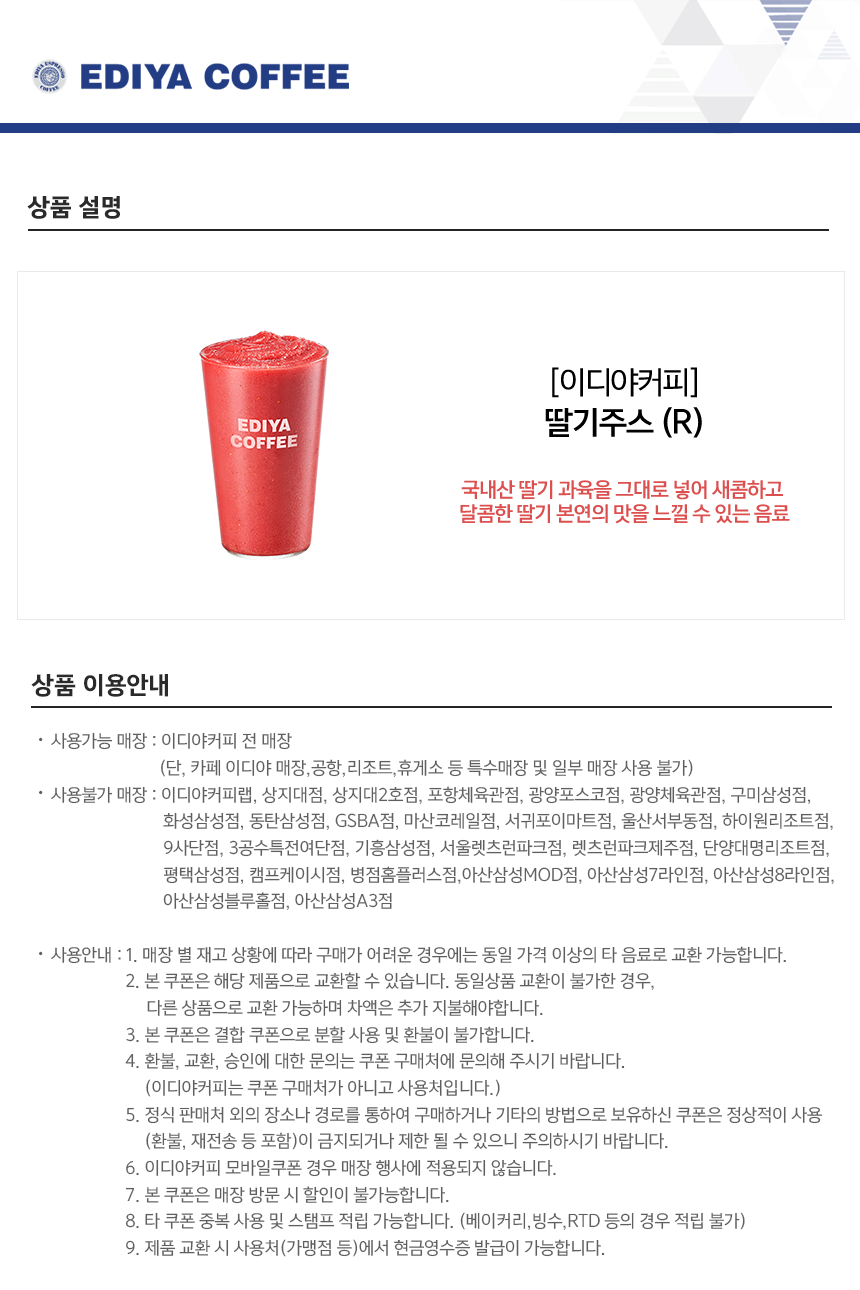 EDIYA ESPRESSO COFFEE
EDIYA COFFEE
상품 설명
EDIYA
COFFEE
[이디야커피]
딸기주스 (R)
국내산 딸기 과육을 그대로 넣어 새콤하고
달콤한 딸기 본연의 맛을 느낄 수 있는 음료
상품 이용안내
· 사용가능 매장 : 이디야커피 전 매장
(단, 카페 이디야 매장,공항,리조트,휴게소 등 특수매장 및 일부 매장 사용 불가)
· 사용불가 매장 : 이디야커피랩, 상지대점, 상지대2호점, 포항체육관점, 광양포스코점, 광양체육관점, 구미삼성점,
화성삼성점, 동탄삼성점, GSBA점, 마산코레일점, 서귀포이마트점, 울산서부동점, 하이원리조트점,
9사단점, 3공수특전여단점, 기흥삼성점, 서울렛츠런파크점, 렛츠런파크제주점, 단양대명리조트점,
평택삼성점, 캠프케이시점, 병점홈플러스점,아산삼성MOD점, 아산삼성7라인점, 아산삼성8라인점,
아산삼성블루홀점, 아산삼성A3점
· 사용안내 : 1. 매장 별 재고 상황에 따라 구매가 어려운 경우에는 동일 가격 이상의 타 음료로 교환 가능합니다.
2. 본 쿠폰은 해당 제품으로 교환할 수 있습니다. 동일상품 교환이 불가한 경우,
다른 상품으로 교환 가능하며 차액은 추가 지불해야합니다.
3. 본 쿠폰은 결합 쿠폰으로 분할 사용 및 환불이 불가합니다.
4. 환불, 교환, 승인에 대한 문의는 쿠폰 구매처에 문의해 주시기 바랍니다.
(이디야커피는 쿠폰 구매처가 아니고 사용처입니다.)
5. 정식 판매처 외의 장소나 경로를 통하여 구매하거나 기타의 방법으로 보유하신 쿠폰은 정상적이 사용
(환불, 재전송 등 포함)이 금지되거나 제한 될 수 있으니 주의하시기 바랍니다.
6. 이디야커피 모바일쿠폰 경우 매장 행사에 적용되지 않습니다.
7. 본 쿠폰은 매장 방문 시 할인이 불가능합니다.
8. 타 쿠폰 중복 사용 및 스탬프 적립 가능합니다. (베이커리,빙수,RTD 등의 경우 적립 불가)
9. 제품 교환 시 사용처(가맹점 등)에서 현금영수증 발급이 가능합니다.